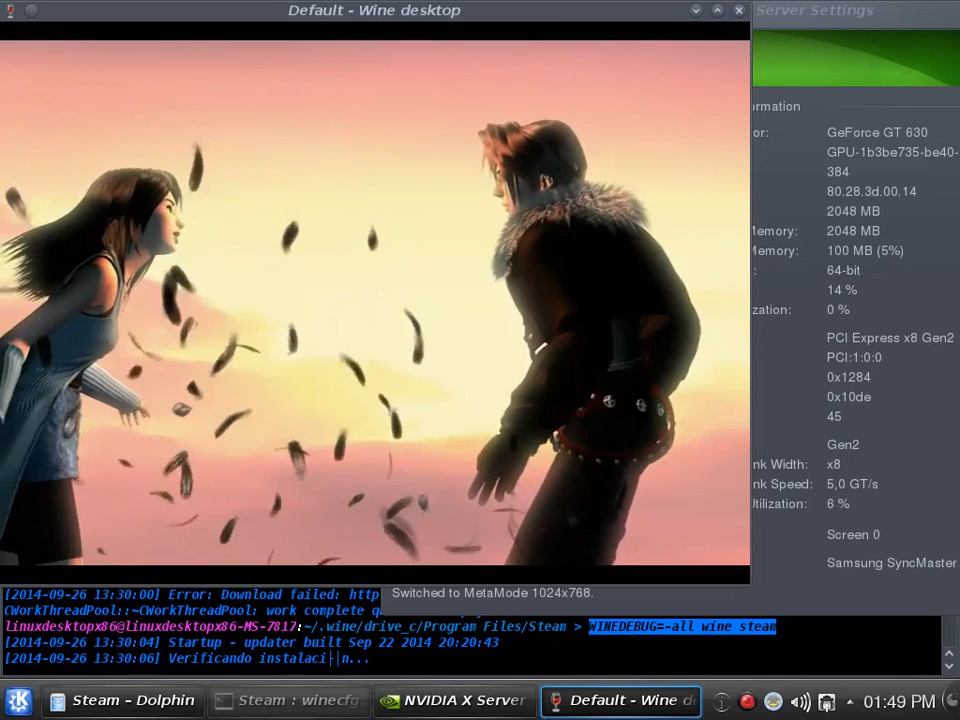 Default - Wine desktop
Server Settings
ormation
or:
GeForce GT 630
GPU-1b3be735-be40-
384
80.28.3d.00.14
2048 MB
Memory:
2048 MB
Memory:
100 MB (5%)
:
64-bit
14 %
zation:
0 %
PCI Express x8 Gen2
PCI:1:0:0
0x1284
0x10de
45
Gen2
nk Width:
x8
nk Speed:
5,0 GT/s
Utilization:
6 %
Screen 0
Samsung SyncMaster
Switched to MetaMode 1024x768.
[2014-09-26 13:30:00] Error: Download failed: http
CWorkThreadPool::~CWorkThreadPool: work complete q
linuxdesktopx86@linuxdesktopx86-MS-7817:~/.wine/drive_c/Program Files/Steam > WINEDEBUG=-all wine steam
[2014-09-26 13:30:04] Startup - updater built Sep 22 2014 20:20:43
[2014-09-26 13:30:06] Verificando instalaci├│n...
Steam - Dolphin
Steam : winecfg
NVIDIA X Server
Default - Wine de
01:49 PM